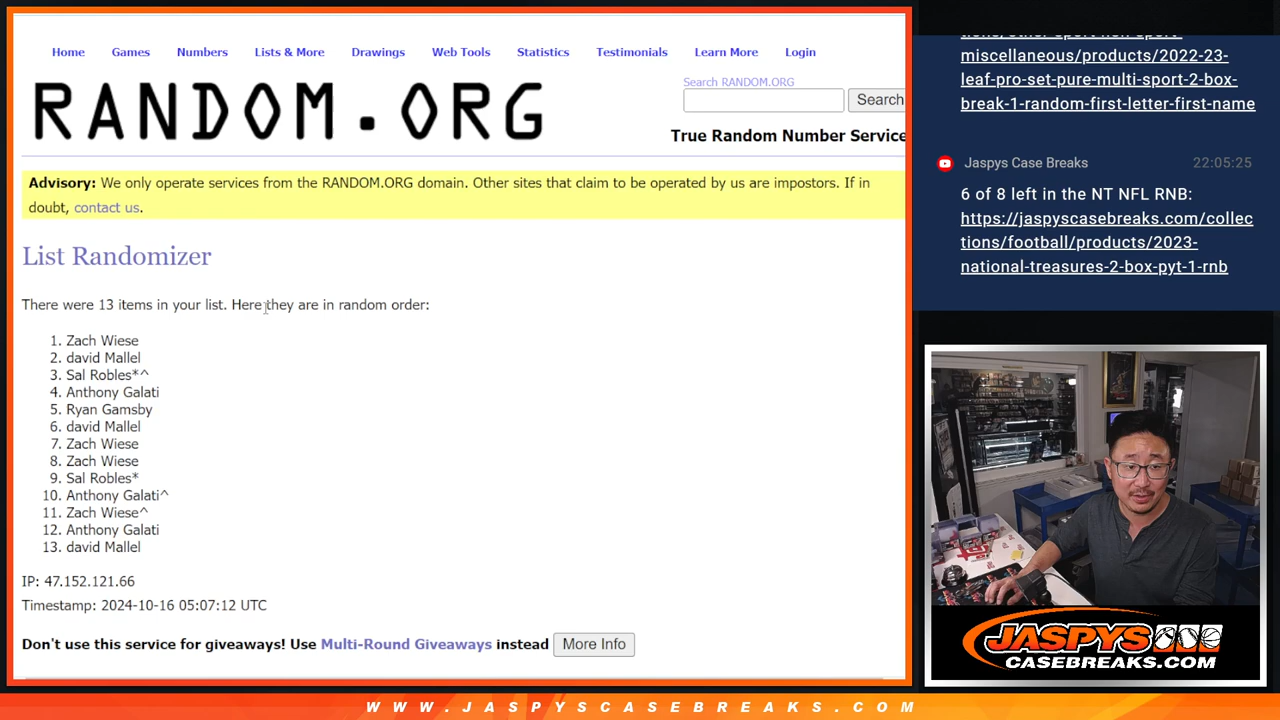 Home Games Numbers Lists & More Drawings Web Tools Statistics Testimonials Learn More Login
RANDOM.ORG
Search RANDOM.ORG
Search
True Random Number Service
Advisory: We only operate services from the RANDOM.ORG domain. Other sites that claim to be operated by us are impostors. If in
doubt, contact us.
List Randomizer
There were 13 items in your list. Here they are in random order:
1. Zach Wiese
2. david Mallel
3. Sal Robles*^
4. Anthony Galati
5. Ryan Gamsby
6. david Mallel
7. Zach Wiese
8. Zach Wiese
9. Sal Robles*
10. Anthony Galati^
11. Zach Wiese^
12. Anthony Galati
13. david Mallel
IP: 47.152.121.66
Timestamp: 2024-10-16 05:07:12 UTC
Don't use this service for giveaways! Use Multi-Round Giveaways instead More Info
miscellaneous/products/2022-23-
leaf-pro-set-pure-multi-sport-2-box-
break-1-random-first-letter-first-name
Jaspys Case Breaks 22:05:25
6 of 8 left in the NT NFL RNB:
https://jaspyscasebreaks.com/collec
tions/football/products/2023-
national-treasures-2-box-pyt-1-rnb
JASPYS
CASEBREAKS.COM
WWW.JASPYSCASEBREAKS.COM